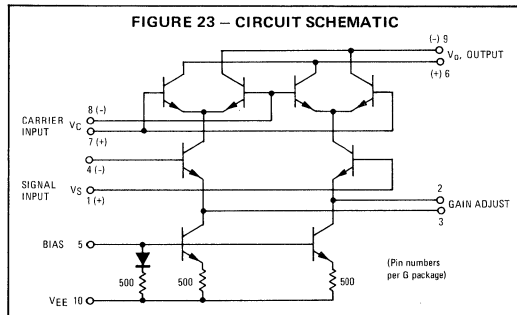 FIGURE 23 – CIRCUIT SCHEMATIC
(-) 9
VO, OUTPUT
(+) 6
8 (-)
CARRIER INPUT VC
7 (+)
4 (-)
SIGNAL INPUT VS
1 (+)
2
GAIN ADJUST
3
BIAS 5
(Pin numbers
per G package)
500
500
500
VEE 10